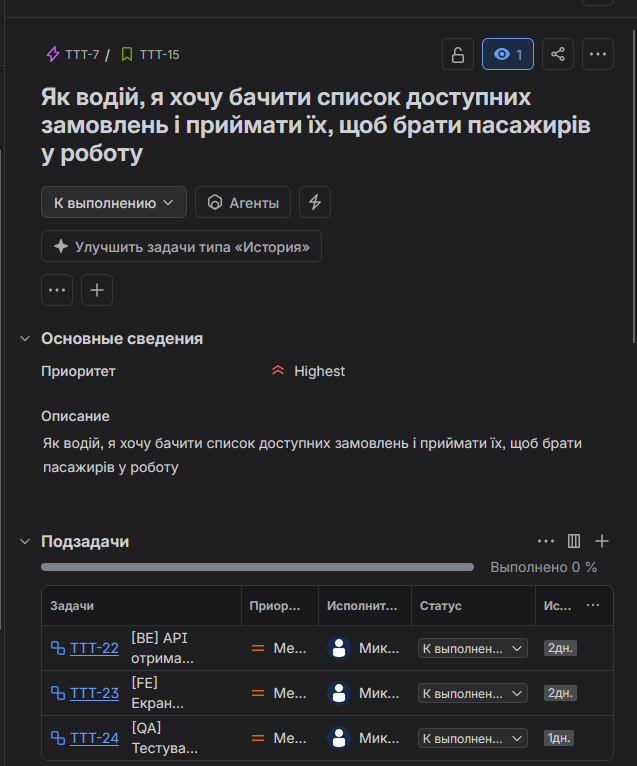 TTT-7 / TTT-15
1
Як водій, я хочу бачити список доступних
замовлень і приймати їх, щоб брати пасажирів
у роботу
К выполнению
Агенты
Улучшить задачи типа «История»
Основные сведения
Приоритет Highest
Описание
Як водій, я хочу бачити список доступних замовлень і приймати їх, щоб брати
пасажирів у роботу
Подзадачи
Выполнено 0 %
Задачи Приор... Исполнит... Статус Ис...
TTT-22 [BE] API отрима... Me... Мик... К выполнен... 2дн.
TTT-23 [FE] Екран... Me... Мик... К выполнен... 2дн.
TTT-24 [QA] Тестува... Me... Мик... К выполнен... 1дн.